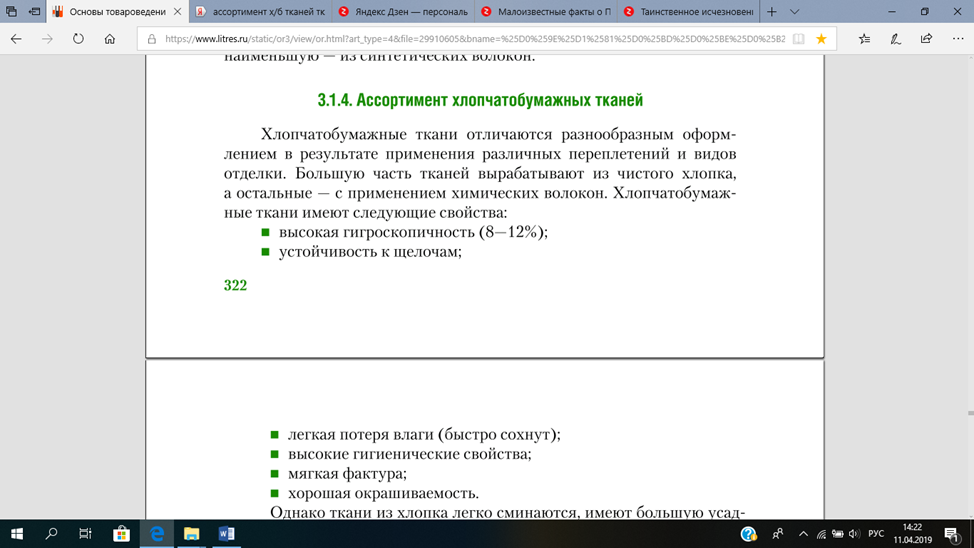 Основы товароведени
ассортимент х/б тканей тк
Яндекс Дзен — персональ
Малоизвестные факты о П
Таинственное исчезновени
https://www.litres.ru/static/or3/view/or.html?art_type=4&file=29910605&bname=%25D0%259E%25D1%2581%25D0%25BD%25D0%25BE%25D0%25B2
наименьшую — из синтетических волокон.
3.1.4. Ассортимент хлопчатобумажных тканей
Хлопчатобумажные ткани отличаются разнообразным оформ-
лением в результате применения различных переплетений и видов
отделки. Большую часть тканей вырабатывают из чистого хлопка,
а остальные — с применением химических волокон. Хлопчатобумаж-
ные ткани имеют следующие свойства:
высокая гигроскопичность (8—12%);
устойчивость к щелочам;
322
легкая потеря влаги (быстро сохнут);
высокие гигиенические свойства;
мягкая фактура;
хорошая окрашиваемость.
Однако ткани из хлопка легко сминаются, имеют большую усад-
РУС
14:22
11.04.2019
1